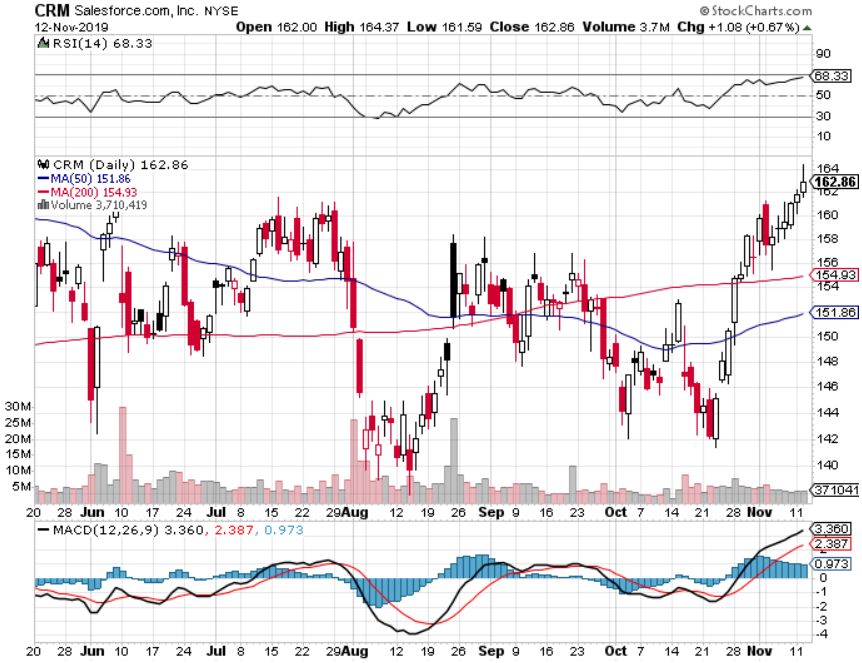 CRM Salesforce.com, Inc. NYSE © StockCharts.com
12-Nov-2019 Open 162.00 High 164.37 Low 161.59 Close 162.86 Volume 3.7M Chg +1.08 (+0.67%)
RSI(14) 68.33
90
68.33
50
30
10
CRM (Daily) 162.86
MA(50) 151.86
MA(200) 154.93
Volume 3,710,419
164
162.86
162
160
158
156
154.93
154
151.86
150
148
146
144
142
140
30M
25M
20M
15M
10M
5M
371041
20 28 Jun 10 18 24 Jul 8 15 22 29 Aug 12 19 26 Sep 9 16 23 Oct 7 14 21 28 Nov 11
MACD(12,26,9) 3.360, 2.387, 0.973
3.360
2.387
2
0.973
0
-1
-2
-3
-4
20 28 Jun 10 18 24 Jul 8 15 22 29 Aug 12 19 26 Sep 9 16 23 Oct 7 14 21 28 Nov 11